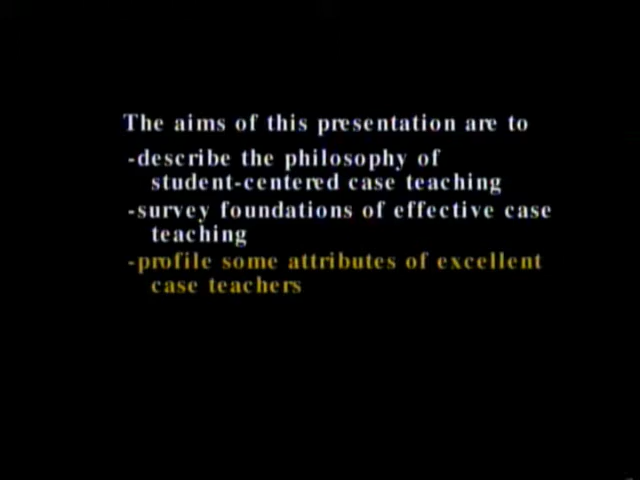 The aims of this presentation are to
-describe the philosophy of
student-centered case teaching
-survey foundations of effective case
teaching
-profile some attributes of excellent
case teachers